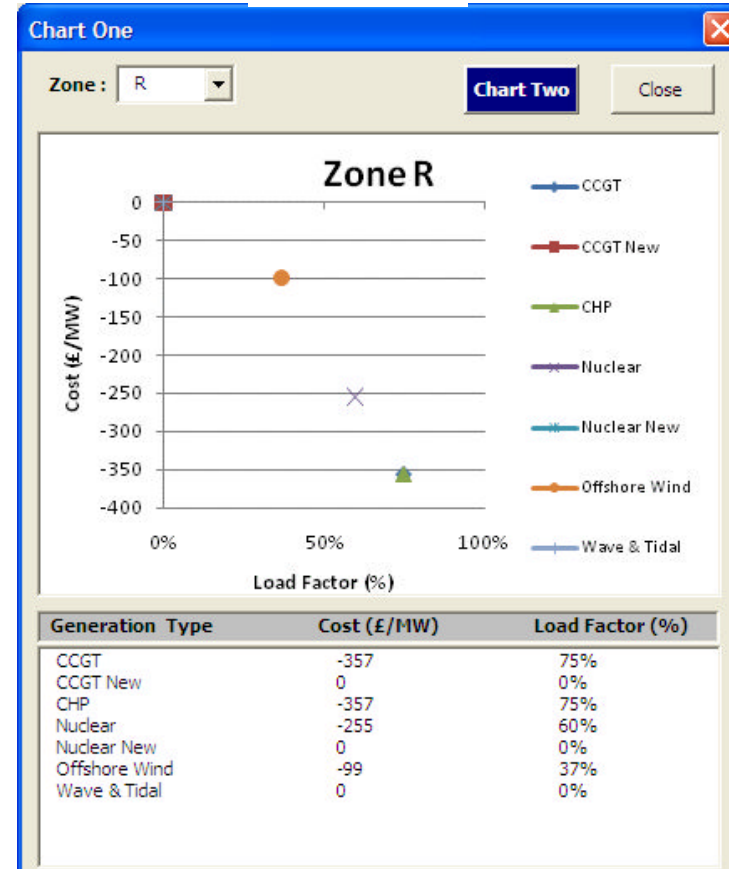 Chart One
Zone : R
Chart Two
Close
Zone R
Cost (£/MW)
0
-50
-100
-150
-200
-250
-300
-350
-400
0% 50% 100%
Load Factor (%)
CCGT
CCGT New
CHP
Nuclear
Nuclear New
Offshore Wind
Wave & Tidal
Generation Type Cost (£/MW) Load Factor (%)
CCGT -357 75%
CCGT New 0 0%
CHP -357 75%
Nuclear -255 60%
Nuclear New 0 0%
Offshore Wind -99 37%
Wave & Tidal 0 0%